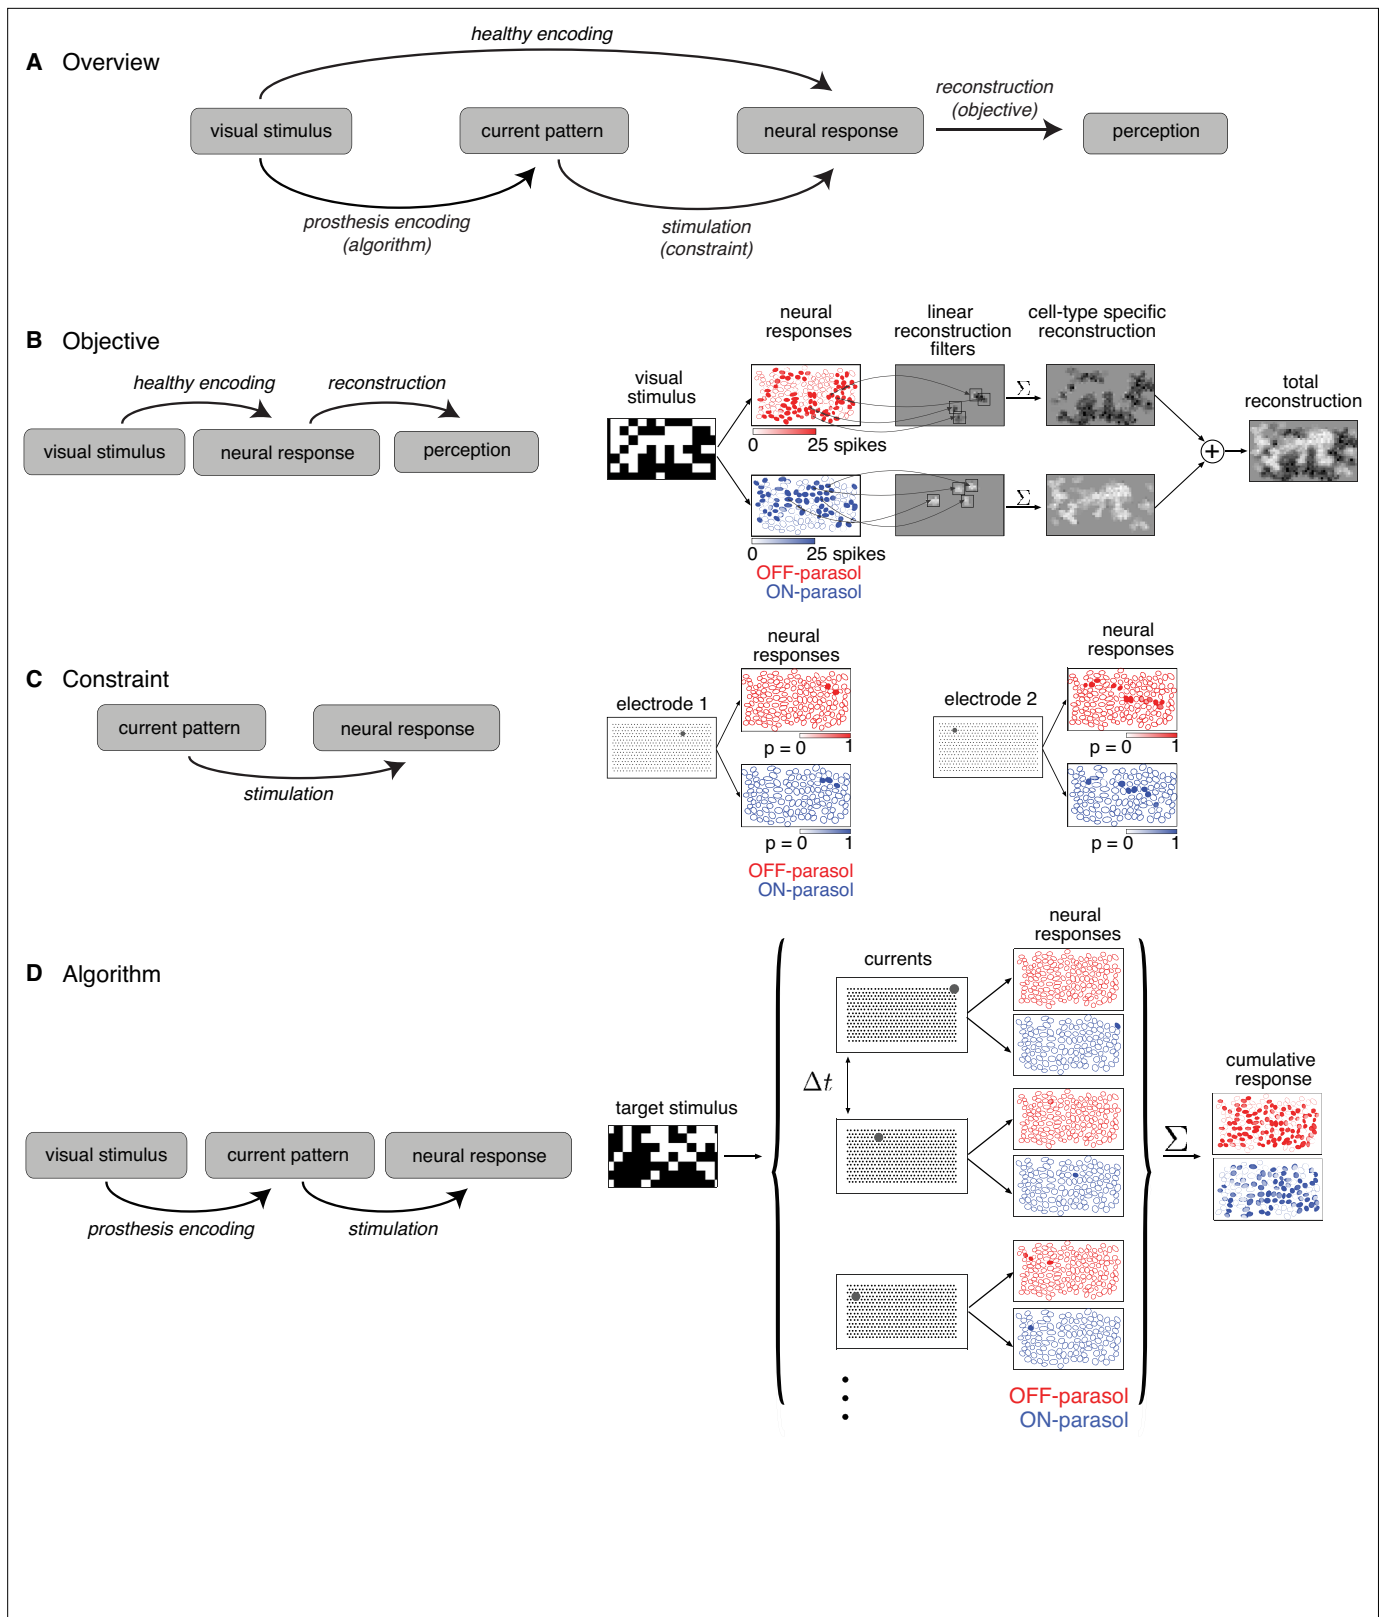 A Overview
healthy encoding
visual stimulus
current pattern
neural response
reconstruction
(objective)
perception
prosthesis encoding
(algorithm)
stimulation
(constraint)
B Objective
healthy encoding
reconstruction
visual stimulus
neural response
perception
visual
stimulus
neural
responses
linear
reconstruction
filters
cell-type specific
reconstruction
total
reconstruction
Σ
+
0 25 spikes
Σ
0 25 spikes
OFF-parasol
ON-parasol
C Constraint
current pattern
neural response
stimulation
electrode 1
neural
responses
p = 0 1
p = 0 1
OFF-parasol
ON-parasol
electrode 2
neural
responses
p = 0 1
p = 0 1
D Algorithm
visual stimulus
current pattern
neural response
prosthesis encoding
stimulation
target stimulus
currents
neural
responses
Δt
Σ
cumulative
response
OFF-parasol
ON-parasol